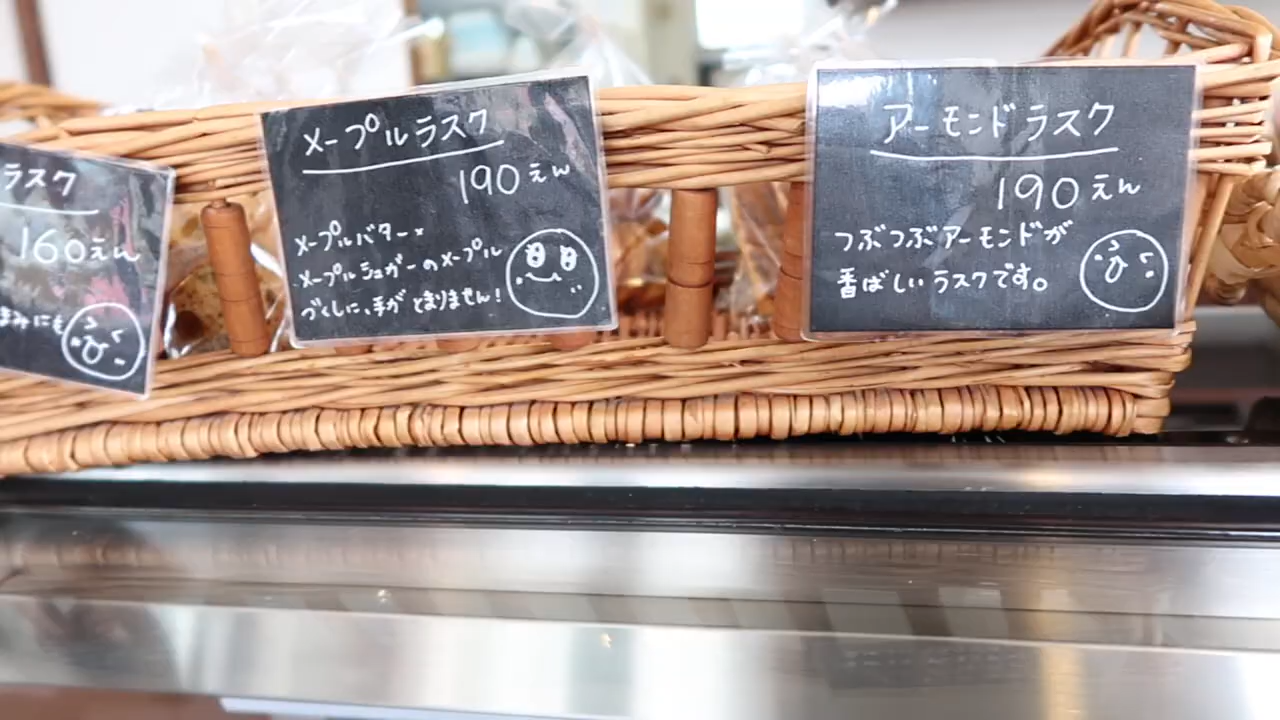 ラスク
160えん
まみにも
メープルラスク
190えん
メープルバター×
メープルシュガーのメープル
づくしに、手がとまりません!
アーモンドラスク
190えん
つぶつぶアーモンドが
香ばしいラスクです。